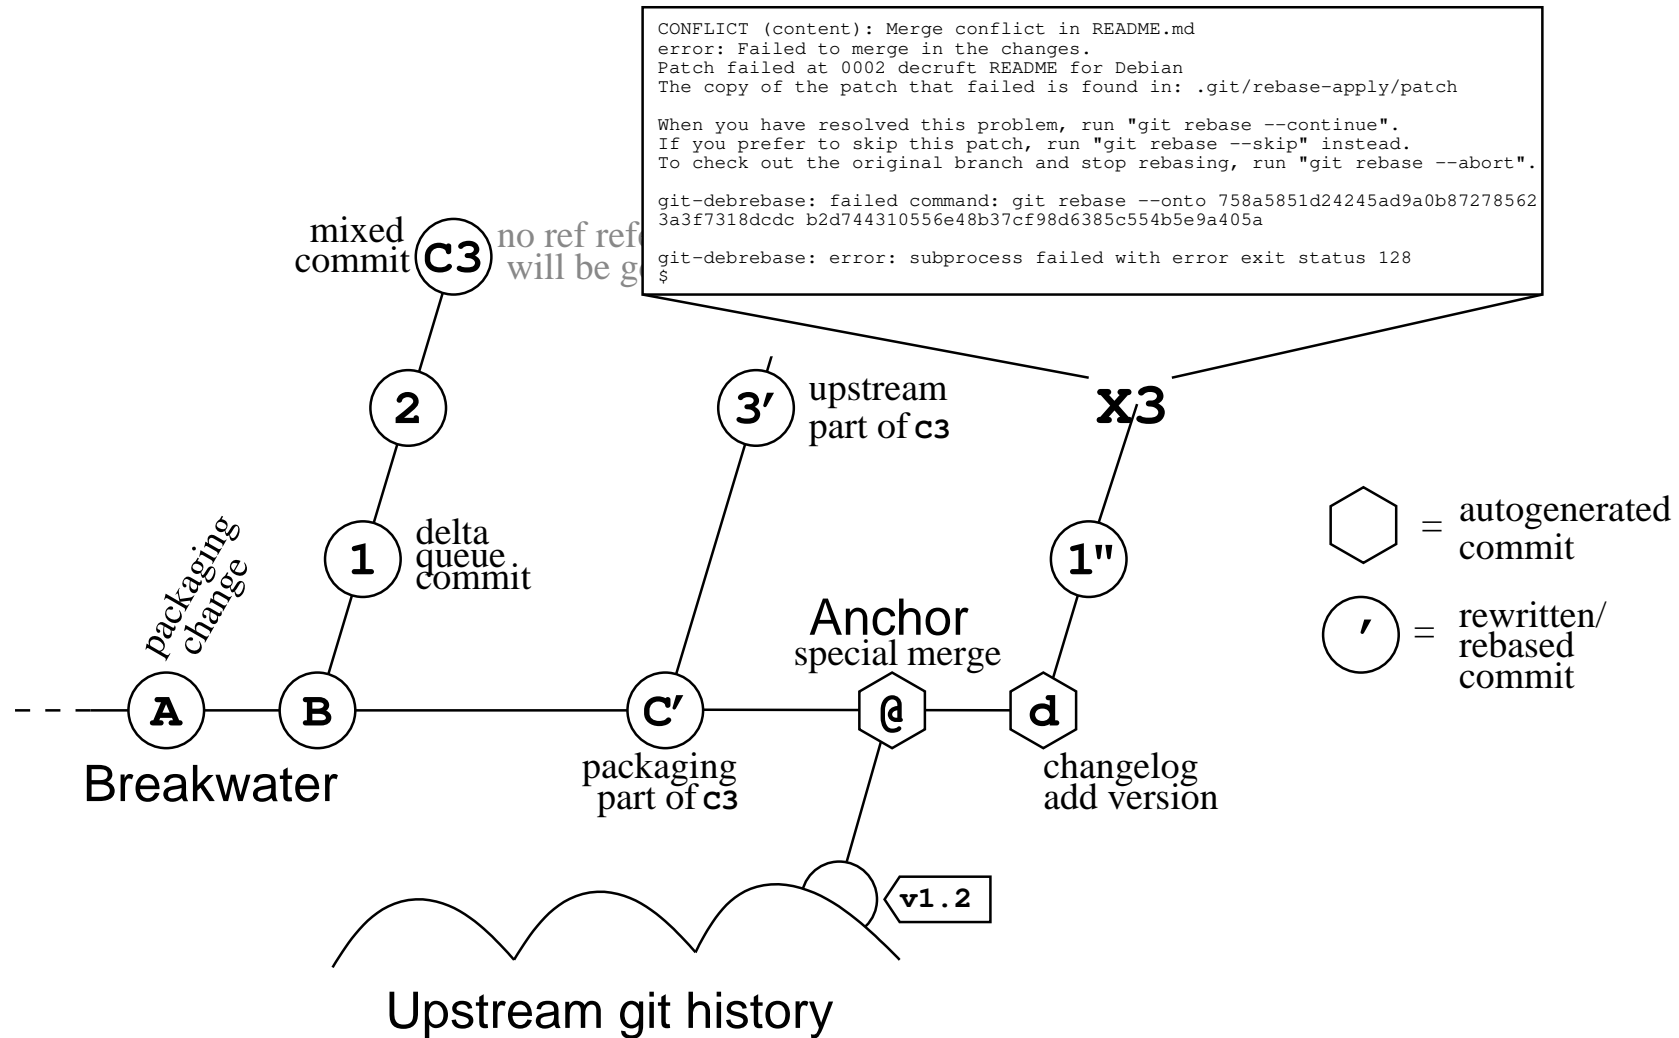 CONFLICT (content): Merge conflict in README.md
error: Failed to merge in the changes.
Patch failed at 0002 decruft README for Debian
The copy of the patch that failed is found in: .git/rebase-apply/patch
When you have resolved this problem, run "git rebase --continue".
If you prefer to skip this patch, run "git rebase --skip" instead.
To check out the original branch and stop rebasing, run "git rebase --abort".
git-debrebase: failed command: git rebase --onto 758a5851d24245ad9a0b87278562
3a3f7318dcdc b2d744310556e48b37cf98d6385c554b5e9a405a
git-debrebase: error: subprocess failed with error exit status 128
$
mixed
commit
C3
no ref
will be
2
3′
upstream
part of C3
X3
packaging
change
1
delta
queue
commit
1"
= autogenerated
commit
′
= rewritten/
rebased
commit
Anchor
special merge
A
B
C′
@
d
Breakwater
packaging
part of C3
changelog
add version
v1.2
Upstream git history